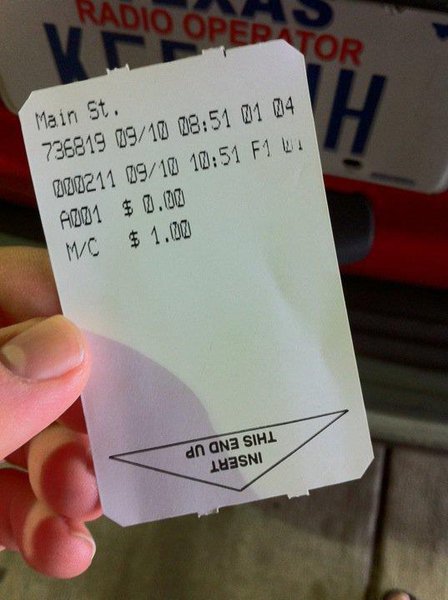 TEXAS
RADIO OPERATOR
Main St.
736819 09/10 08:51 01 04
000211 09/10 10:51 F1
A001 $ 0.00
M/C $ 1.00
INSERT
THIS END UP